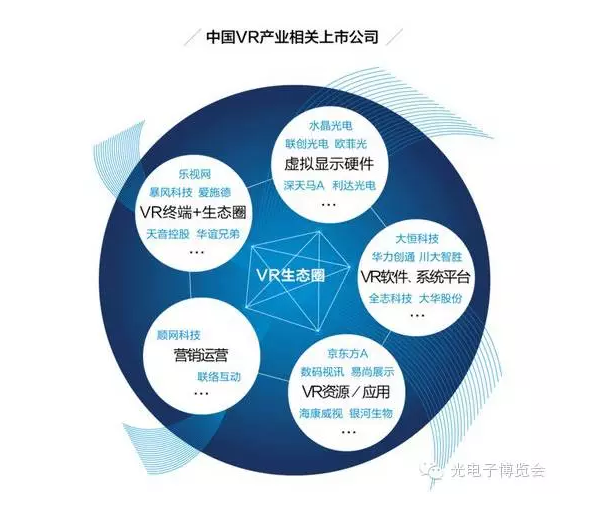 中国VR产业相关上市公司
水晶光电
联创光电 欧菲光
虚拟显示硬件
深天马A 利达光电
...
乐视网
暴风科技 爱施德
VR终端+生态圈
天音控股 华谊兄弟
...
VR生态圈
大恒科技
华力创通 川大智胜
VR软件、系统平台
全志科技 大华股份
...
顺网科技
营销运营
联络互动
...
京东方A
数码视讯 易尚展示
VR资源/应用
海康威视 银河生物
...
光电子博览会